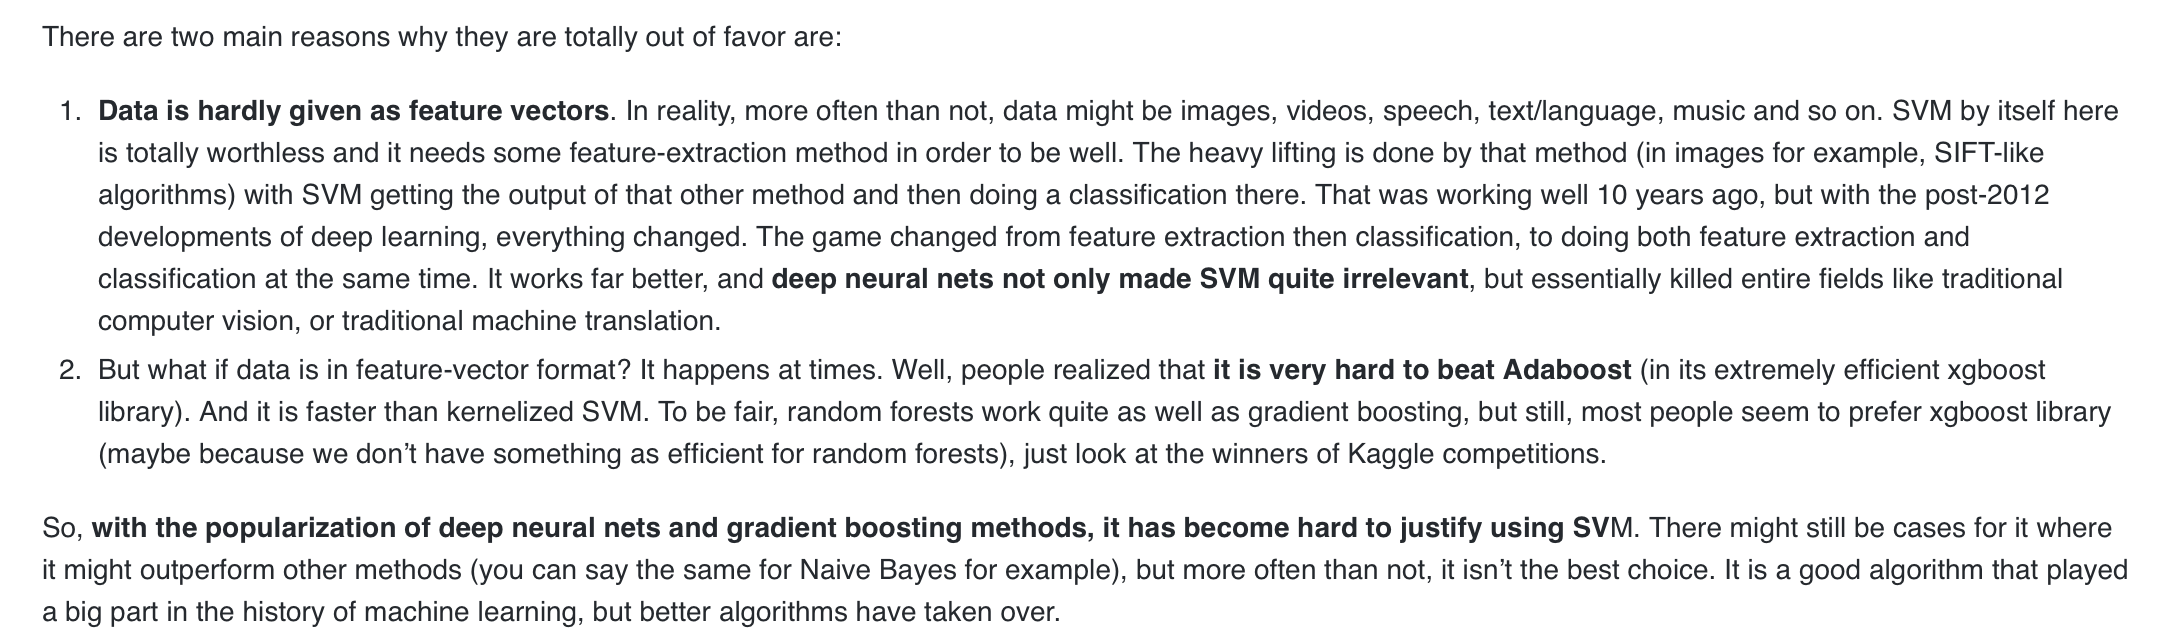 There are two main reasons why they are totally out of favor are:
1. Data is hardly given as feature vectors. In reality, more often than not, data might be images, videos, speech, text/language, music and so on. SVM by itself here
is totally worthless and it needs some feature-extraction method in order to be well. The heavy lifting is done by that method (in images for example, SIFT-like
algorithms) with SVM getting the output of that other method and then doing a classification there. That was working well 10 years ago, but with the post-2012
developments of deep learning, everything changed. The game changed from feature extraction then classification, to doing both feature extraction and
classification at the same time. It works far better, and deep neural nets not only made SVM quite irrelevant, but essentially killed entire fields like traditional
computer vision, or traditional machine translation.
2. But what if data is in feature-vector format? It happens at times. Well, people realized that it is very hard to beat Adaboost (in its extremely efficient xgboost
library). And it is faster than kernelized SVM. To be fair, random forests work quite as well as gradient boosting, but still, most people seem to prefer xgboost library
(maybe because we don’t have something as efficient for random forests), just look at the winners of Kaggle competitions.
So, with the popularization of deep neural nets and gradient boosting methods, it has become hard to justify using SVM. There might still be cases for it where
it might outperform other methods (you can say the same for Naive Bayes for example), but more often than not, it isn’t the best choice. It is a good algorithm that played
a big part in the history of machine learning, but better algorithms have taken over.